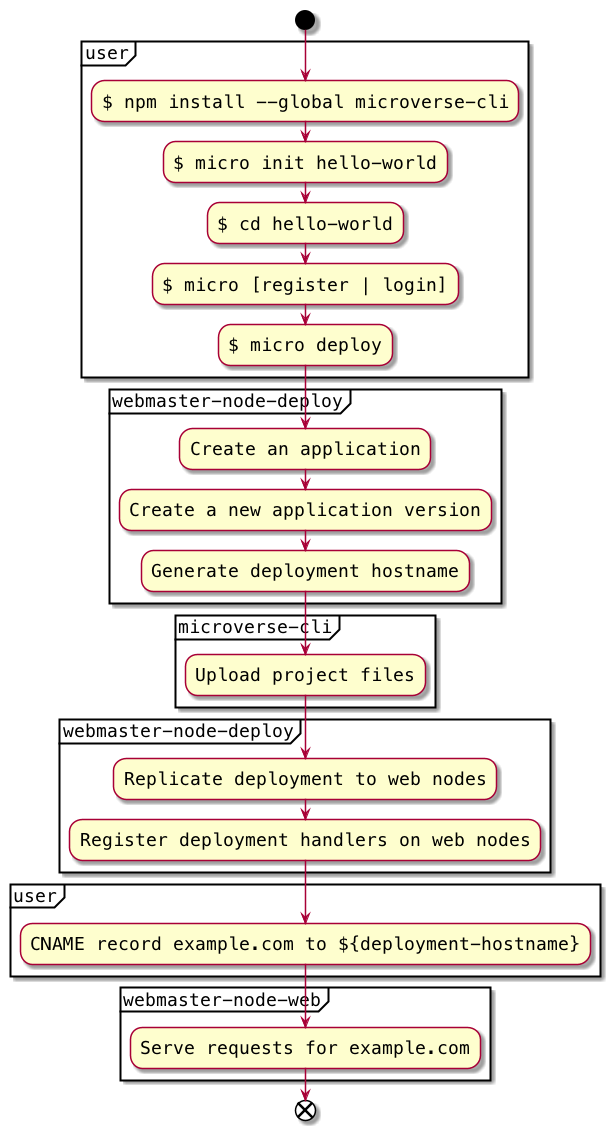 user
$ npm install --global microverse-cli
$ micro init hello-world
$ cd hello-world
$ micro [register | login]
$ micro deploy
webmaster-node-deploy
Create an application
Create a new application version
Generate deployment hostname
microverse-cli
Upload project files
webmaster-node-deploy
Replicate deployment to web nodes
Register deployment handlers on web nodes
user
CNAME record example.com to ${deployment-hostname}
webmaster-node-web
Serve requests for example.com